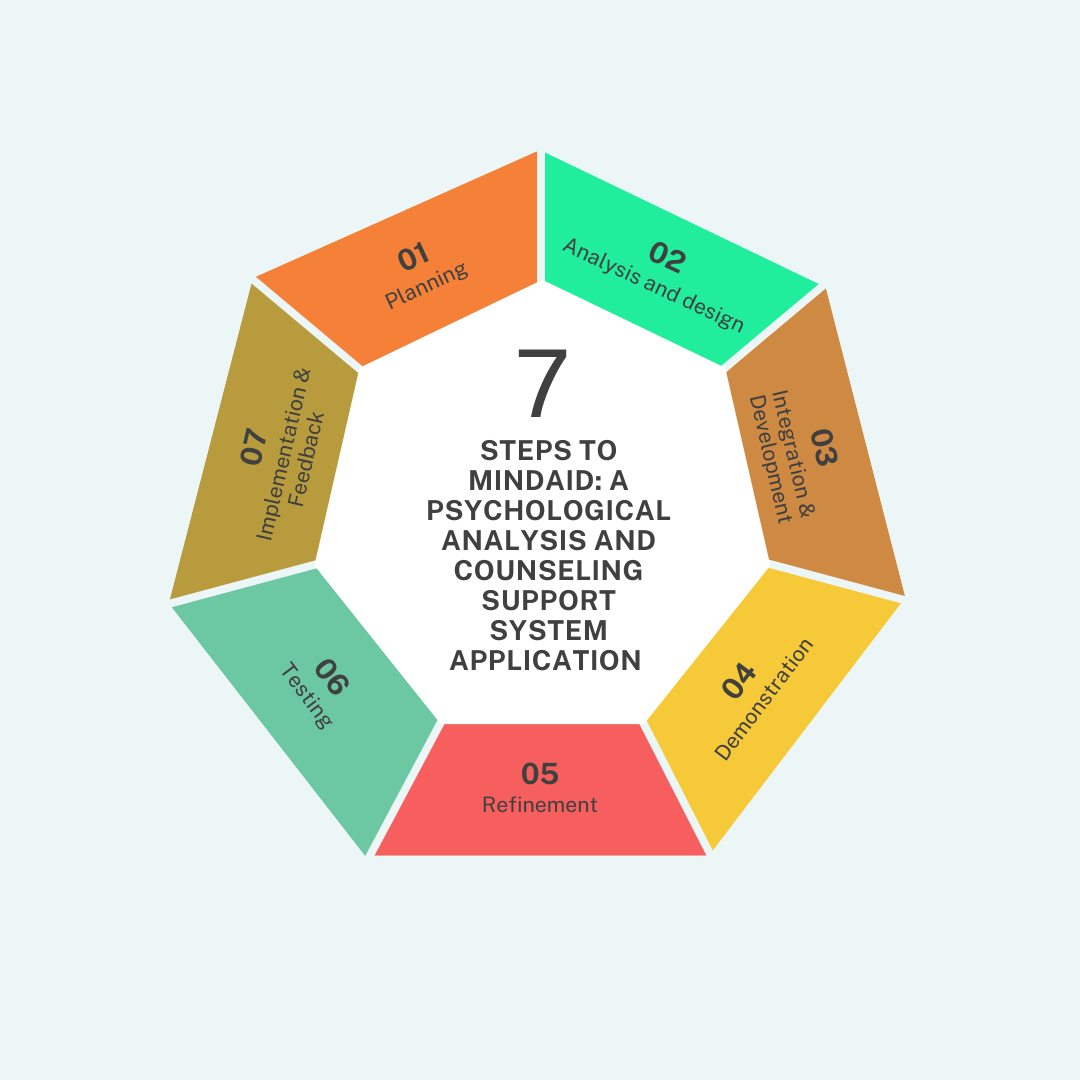 7
STEPS TO
MINDAID: A
PSYCHOLOGICAL
ANALYSIS AND
COUNSELING
SUPPORT
SYSTEM
APPLICATION
01
Planning
02
Analysis and design
03
Integration &
Development
04
Demonstration
05
Refinement
06
Testing
07
Implementation &
Feedback